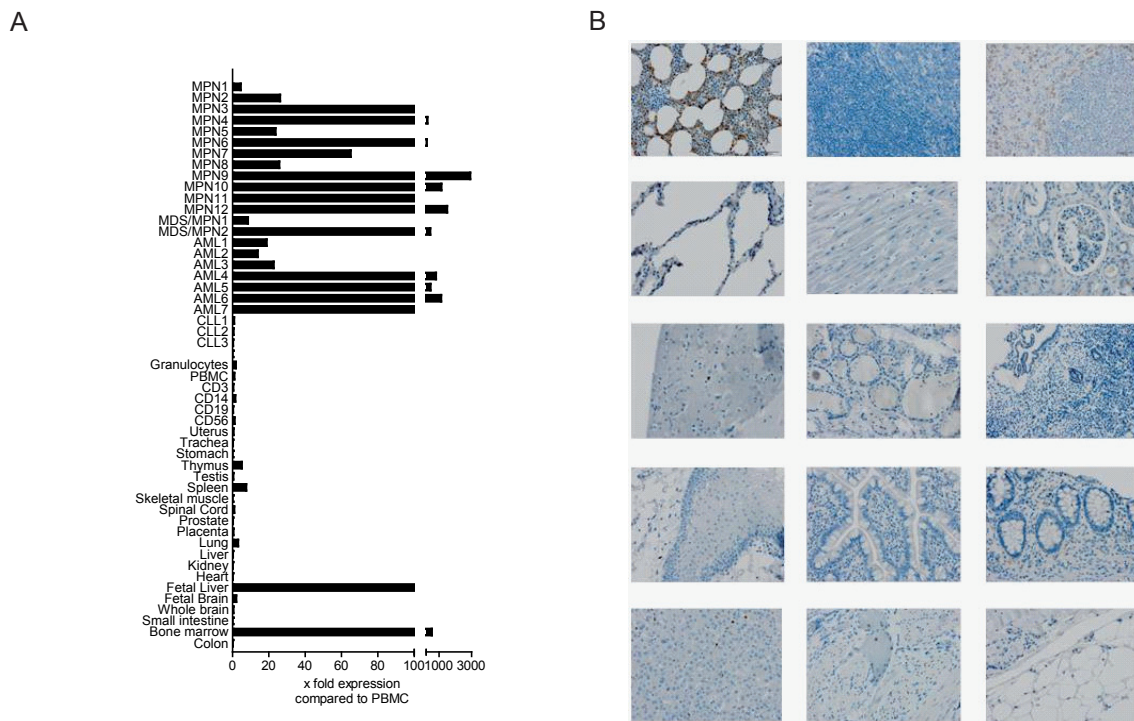 A
B
MPN1
MPN2
MPN3
MPN4
MPN5
MPN6
MPN7
MPN8
MPN9
MPN10
MPN11
MPN12
MDS/MPN1
MDS/MPN2
AML1
AML2
AML3
AML4
AML5
AML6
AML7
CLL1
CLL2
CLL3
Granulocytes
PBMC
CD3
CD14
CD19
CD56
Uterus
Trachea
Stomach
Thymus
Testis
Spleen
Skeletal muscle
Spinal Cord
Prostate
Placenta
Lung
Liver
Kidney
Heart
Fetal Liver
Fetal Brain
Whole brain
Small intestine
Bone marrow
Colon
0 20 40 60 80 100 1000 3000
x fold expression
compared to PBMC